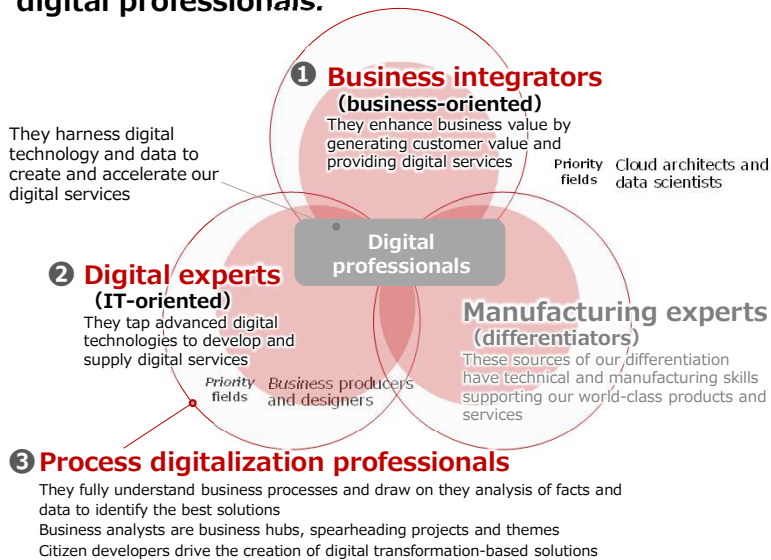 digital professionals.
❶ Business integrators
(business-oriented)
They enhance business value by
generating customer value and
providing digital services
Priority fields Cloud architects and
data scientists
They harness digital
technology and data to
create and accelerate our
digital services
Digital
professionals
❷ Digital experts
(IT-oriented)
They tap advanced digital
technologies to develop and
supply digital services
Priority fields Business producers
and designers
Manufacturing experts
(differentiators)
These sources of our differentiation
have technical and manufacturing skills
supporting our world-class products and
services
❸ Process digitalization professionals
They fully understand business processes and draw on they analysis of facts and
data to identify the best solutions
Business analysts are business hubs, spearheading projects and themes
Citizen developers drive the creation of digital transformation-based solutions